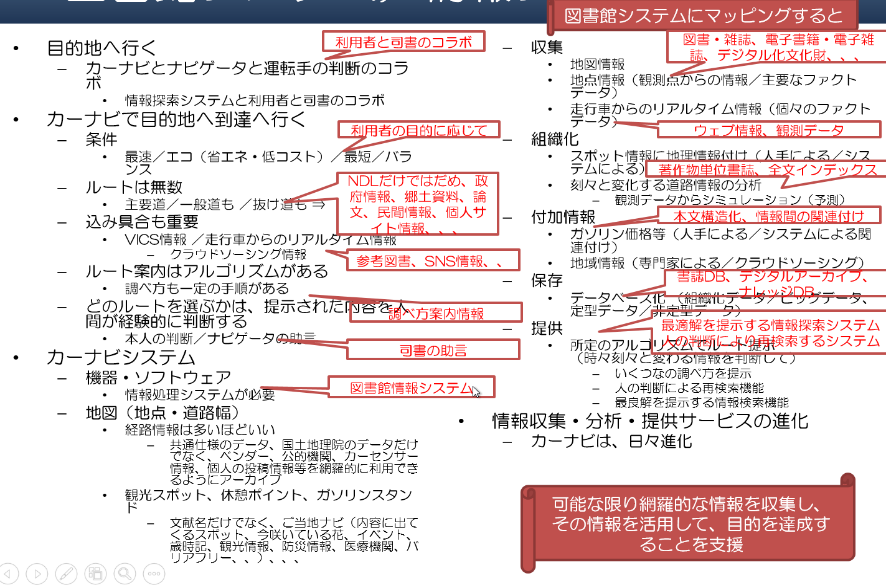 図書館システムにマッピングすると
• 目的地へ行く
利用者と司書のコラボ
– カーナビとナビゲータと運転手の判断のコラ
ボ
• 情報探索システムと利用者と司書のコラボ
• カーナビで目的地へ到達へ行く
– 条件
利用者の目的に応じて
• 最速／エコ（省エネ・低コスト）／最短／バラ
ンス
– ルートは無数
• 主要道／一般道も／抜け道も ⇒
NDLだけではだめ、政
府情報、郷土資料、論
文、民間情報、個人サ
イト情報、、、
– 込み具合も重要
• VICS情報 ／走行車からのリアルタイム情報
– クラウドソーシング情報
参考図書、SNS情報、、
– ルート案内はアルゴリズムがある
• 調べ方も一定の手順がある
– どのルートを選ぶかは、提示された内容を人
間が経験的に判断する
調べ方案内情報
• 本人の判断／ナビゲータの助言
司書の助言
• カーナビシステム
– 機器・ソフトウェア
• 情報処理システムが必要
図書館情報システム
– 地図（地点・道路幅）
• 経路情報は多いほどいい
– 共通仕様のデータ、国土地理院のデータだけ
でなく、ベンダー、公的機関、カーセンサー
情報、個人の投稿情報等を網羅的に利用でき
るようにアーカイブ
• 観光スポット、休憩ポイント、ガソリンスタン
ド
– 文献名だけでなく、ご当地ナビ（内容に出て
くるスポット、今咲いている花、イベント、
歳時記、観光情報、防災情報、医療機関、バ
リアフリー、、）、、、
– 収集
図書・雑誌、電子書籍・電子雑
誌、デジタル化文化財、、、
• 地図情報
• 地点情報（観測点からの情報／主要なファクト
データ）
• 走行車からのリアルタイム情報（個々のファクト
データ）
ウェブ情報、観測データ
– 組織化
• スポット情報に地理情報付け（人手による／シス
テムによる）
著作物単位書誌、全文インデックス
• 刻々と変化する道路情報の分析
– 観測データからシミュレーション（予測）
– 付加情報
本文構造化、情報間の関連付け
• ガソリン価格等（人手による／システムによる関
連付け）
• 地域情報（専門家による／クラウドソーシング）
– 保存
書誌DB、デジタルアーカイブ、
ナレッジDB
• データベース化（組織化データ／ビッグデータ、
定型データ／非定型データ）
– 提供
最適解を提示する情報探索システム
人の判断により再検索するシステム
• 所定のアルゴリズムでルート提示
（時々刻々と変わる情報を判断して）
– いくつなの調べ方を提示
– 人の判断による再検索機能
– 最良解を提示する情報検索機能
• 情報収集・分析・提供サービスの進化
– カーナビは、日々進化
可能な限り網羅的な情報を収集し、
その情報を活用して、目的を達成す
ることを支援